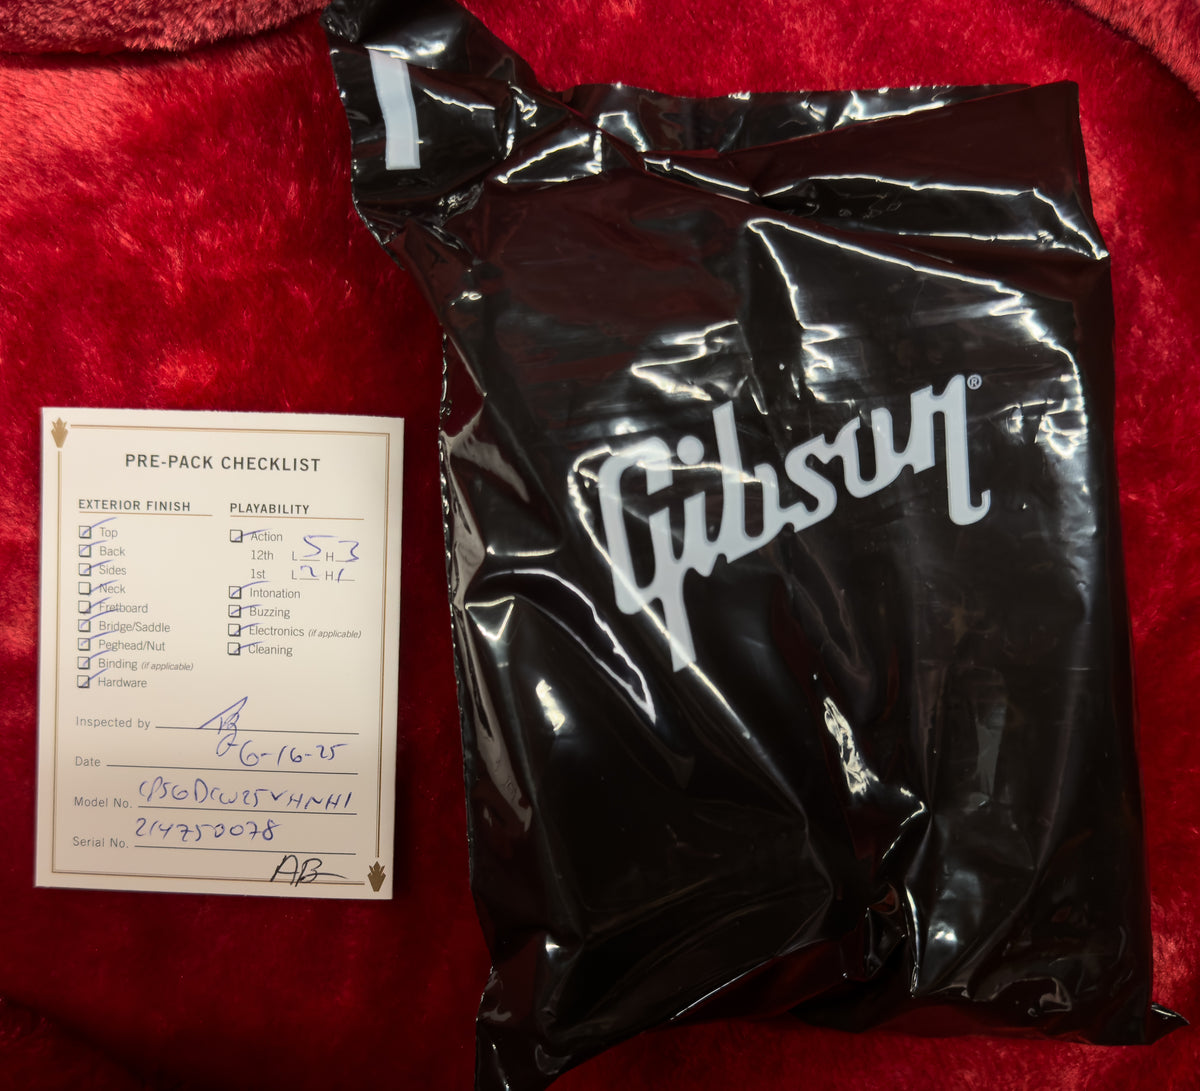 PRE-PACK CHECKLIST
EXTERIOR FINISH
Top
Back
Sides
Neck
Fretboard
Bridge/Saddle
Peghead/Nut
Binding (if applicable)
Hardware
PLAYABILITY
Action
12th L 5 H 3
1st L 2 H 1
Intonation
Buzzing
Electronics (if applicable)
Cleaning
Inspected by
Date 6-16-25
Model No.
Serial No. 214750078
AB
Gibson®